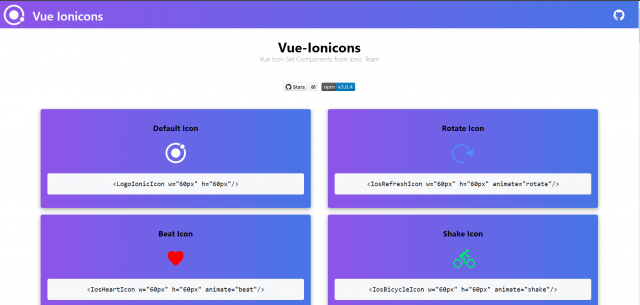 Vue Ionicons
Vue-Ionicons
Vue Icon Set Components from Ionic Team
Stars
npm v3.0.4
Default Icon
<LogoIonicIcon w="60px" h="60px"/>
Rotate Icon
<IosRefreshIcon w="60px" h="60px" animate="rotate"/>
Beat Icon
<IosHeartIcon w="60px" h="60px" animate="beat"/>
Shake Icon
<IosBicycleIcon w="60px" h="60px" animate="shake"/>